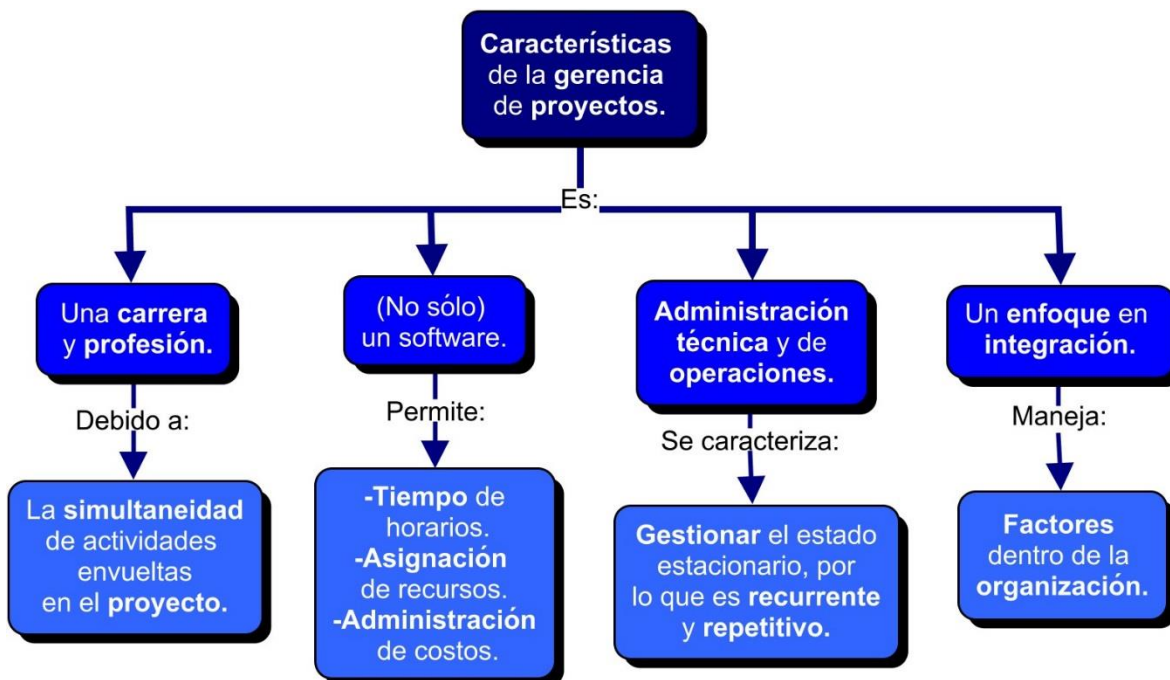 Características
de la gerencia
de proyectos.
Es:
Una carrera
y profesión.
(No sólo)
un software.
Administración
técnica y de
operaciones.
Un enfoque en
integración.
Debido a:
Permite:
Se caracteriza:
Maneja:
La simultaneidad
de actividades
envueltas
en el proyecto.
-Tiempo de
horarios.
-Asignación
de recursos.
-Administración
de costos.
Gestionar el estado
estacionario, por
lo que es recurrente
y repetitivo.
Factores
dentro de la
organización.